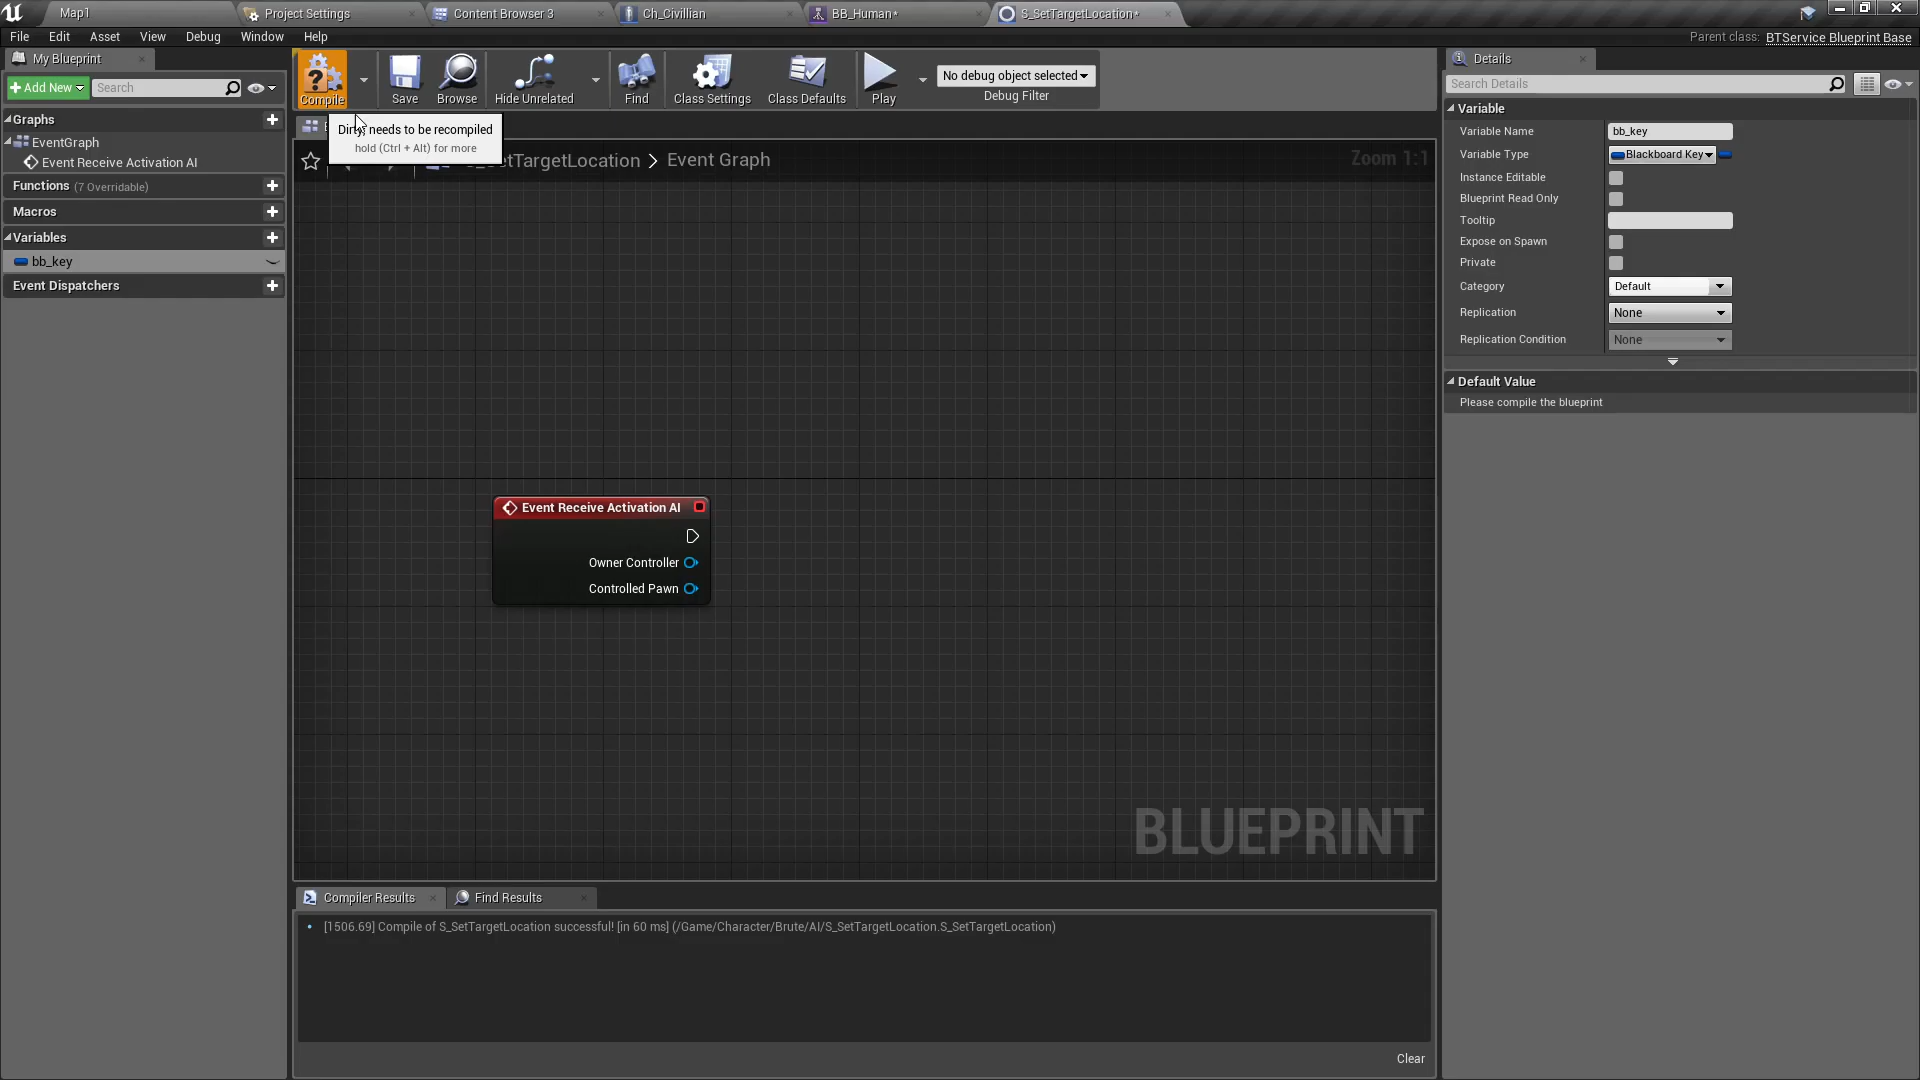 Map1
Project Settings
Content Browser 3
Ch_Civillian
BB_Human*
S_SetTargetLocation*
File Edit Asset View Debug Window Help
Parent class: BTService Blueprint Base
My Blueprint
Add New
Search
Compile
Save
Browse
Hide Unrelated
Find
Class Settings
Class Defaults
Play
No debug object selected
Debug Filter
Details
Search Details
Graphs
EventGraph
Event Receive Activation AI
Functions (7 Overridable)
Macros
Variables
bb_key
Event Dispatchers
needs to be recompiled
hold (Ctrl + Alt) for more
Event Graph
Zoom 1:1
Event Receive Activation AI
Owner Controller
Controlled Pawn
BLUEPRINT
Variable
Variable Name bb_key
Variable Type Blackboard Key
Instance Editable
Blueprint Read Only
Tooltip
Expose on Spawn
Private
Category Default
Replication None
Replication Condition None
Default Value
Please compile the blueprint
Compiler Results
Find Results
[1506.69] Compile of S_SetTargetLocation successful! [in 60 ms] (/Game/Character/Brute/AI/S_SetTargetLocation.S_SetTargetLocation)
Clear